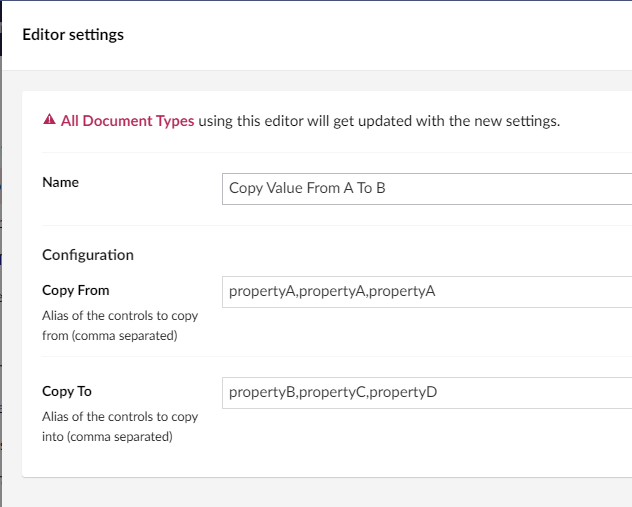 Editor settings
All Document Types using this editor will get updated with the new settings.
Name
Copy Value From A To B
Configuration
Copy From
propertyA,propertyA,propertyA
Alias of the controls to copy
from (comma separated)
Copy To
propertyB,propertyC,propertyD
Alias of the controls to copy
into (comma separated)